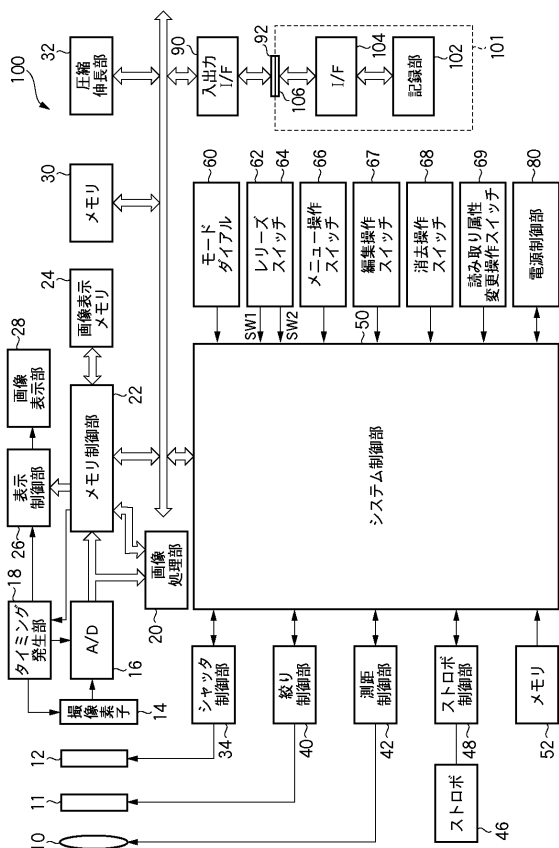 100
32
圧縮
伸長部
30
メモリ
24
画像表示
メモリ
28
画像
表示部
22
メモリ制御部
表示
制御部
26
18
タイミング
発生部
A/D
16
撮像素子
14
画像
処理部
20
12
11
10
90
入出力
I/F
92
106
I/F
104
記録部
102
101
60
モード
ダイアル
62
レリーズ
スイッチ
64
SW1
SW2
66
メニュー操作
スイッチ
67
編集操作
スイッチ
68
消去操作
スイッチ
69
読み取り属性
変更操作スイッチ
80
電源制御部
50
システム制御部
シャッタ
制御部
34
絞り
制御部
40
測距
制御部
42
ストロボ
制御部
48
ストロボ
46
メモリ
52